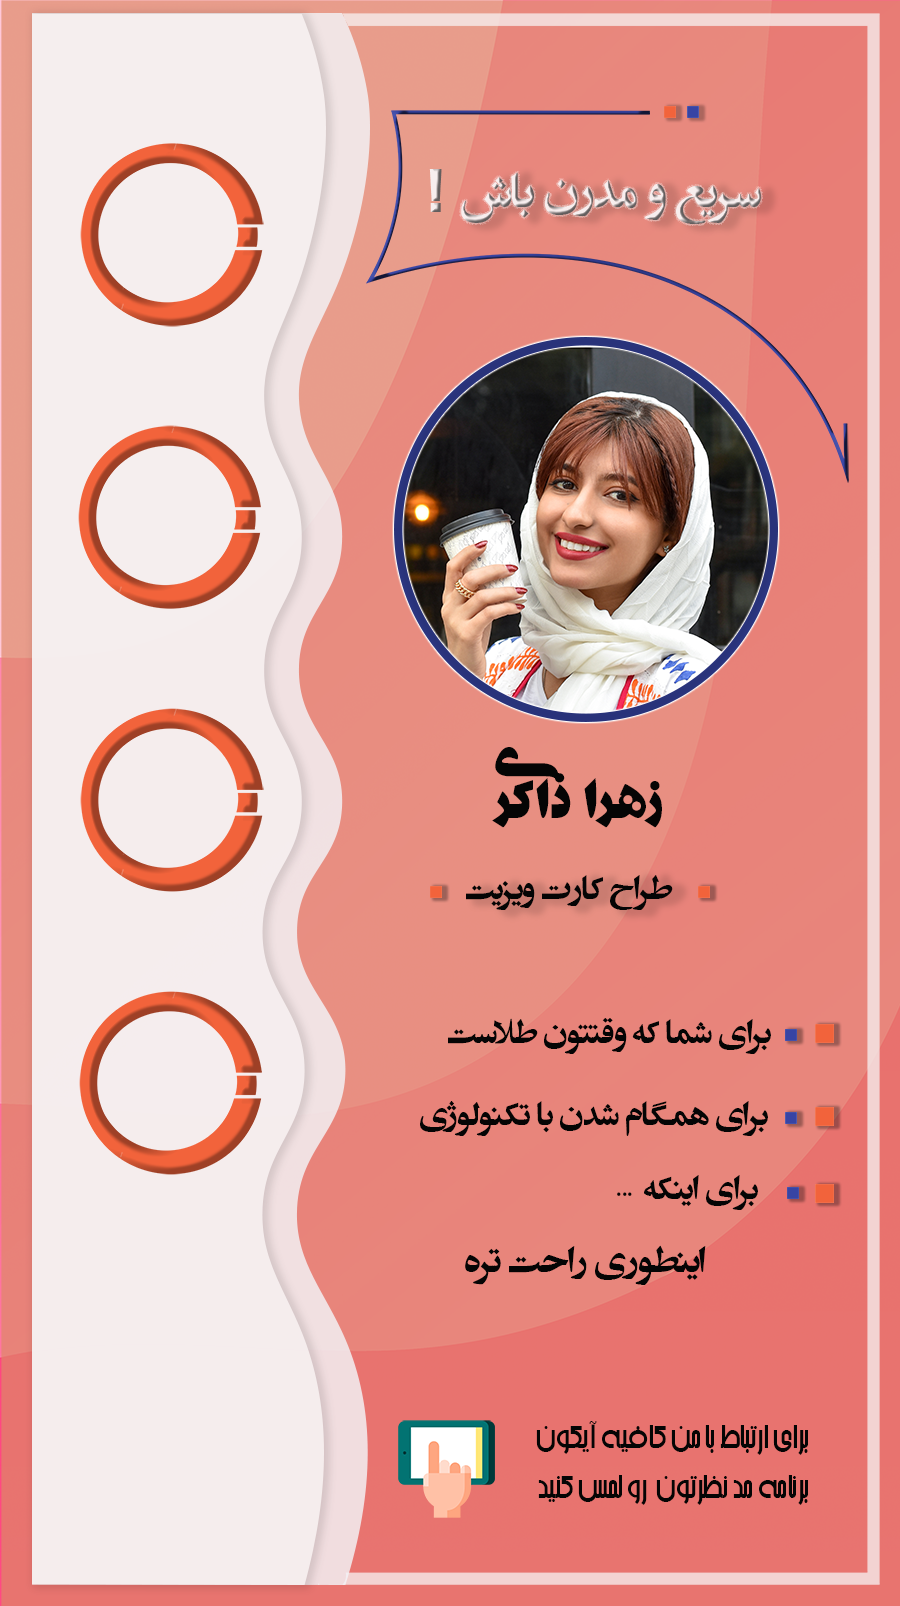 سریع و مدرن باش !
زهرا ذاکری
طراح کارت ویزیت
برای شما که وقتتون طلاست
برای همگام شدن با تکنولوژی
برای اینکه ...
اینطوری راحت تره
برای ارتباط با من کافیه آیکون
برنامه مد نظرتون رو لمس کنید